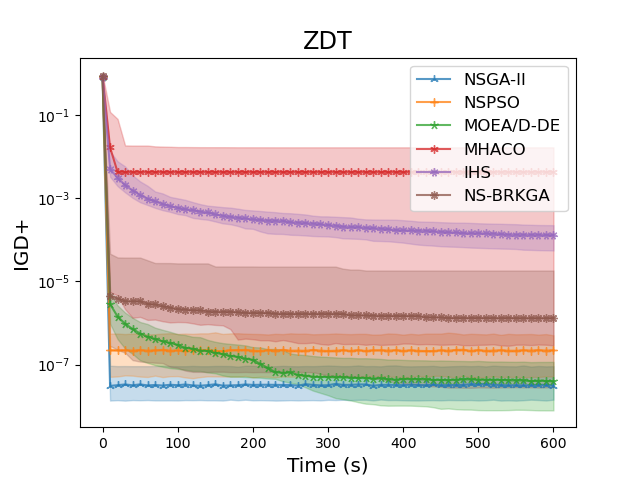 ZDT
NSGA-II
NSPSO
MOEA/D-DE
MHACO
IHS
NS-BRKGA
10⁻¹
10⁻³
10⁻⁵
10⁻⁷
IGD+
0 100 200 300 400 500 600
Time (s)